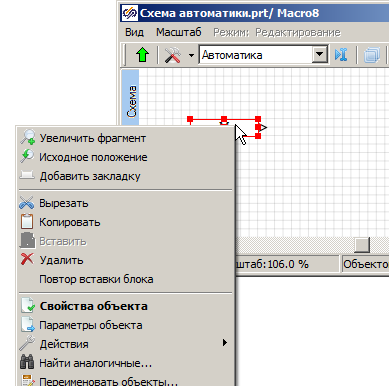 Схема автоматики.prt/ Macro8
Вид Масштаб Режим: Редактирование
Автоматика
Схема
Увеличить фрагмент
Исходное положение
Добавить закладку
Вырезать
Копировать
Вставить
Удалить
Повтор вставки блока
штаб:106.0 % Объекто
Свойства объекта
Параметры объекта
Действия
Найти аналогичные...
Переименовать объекты...